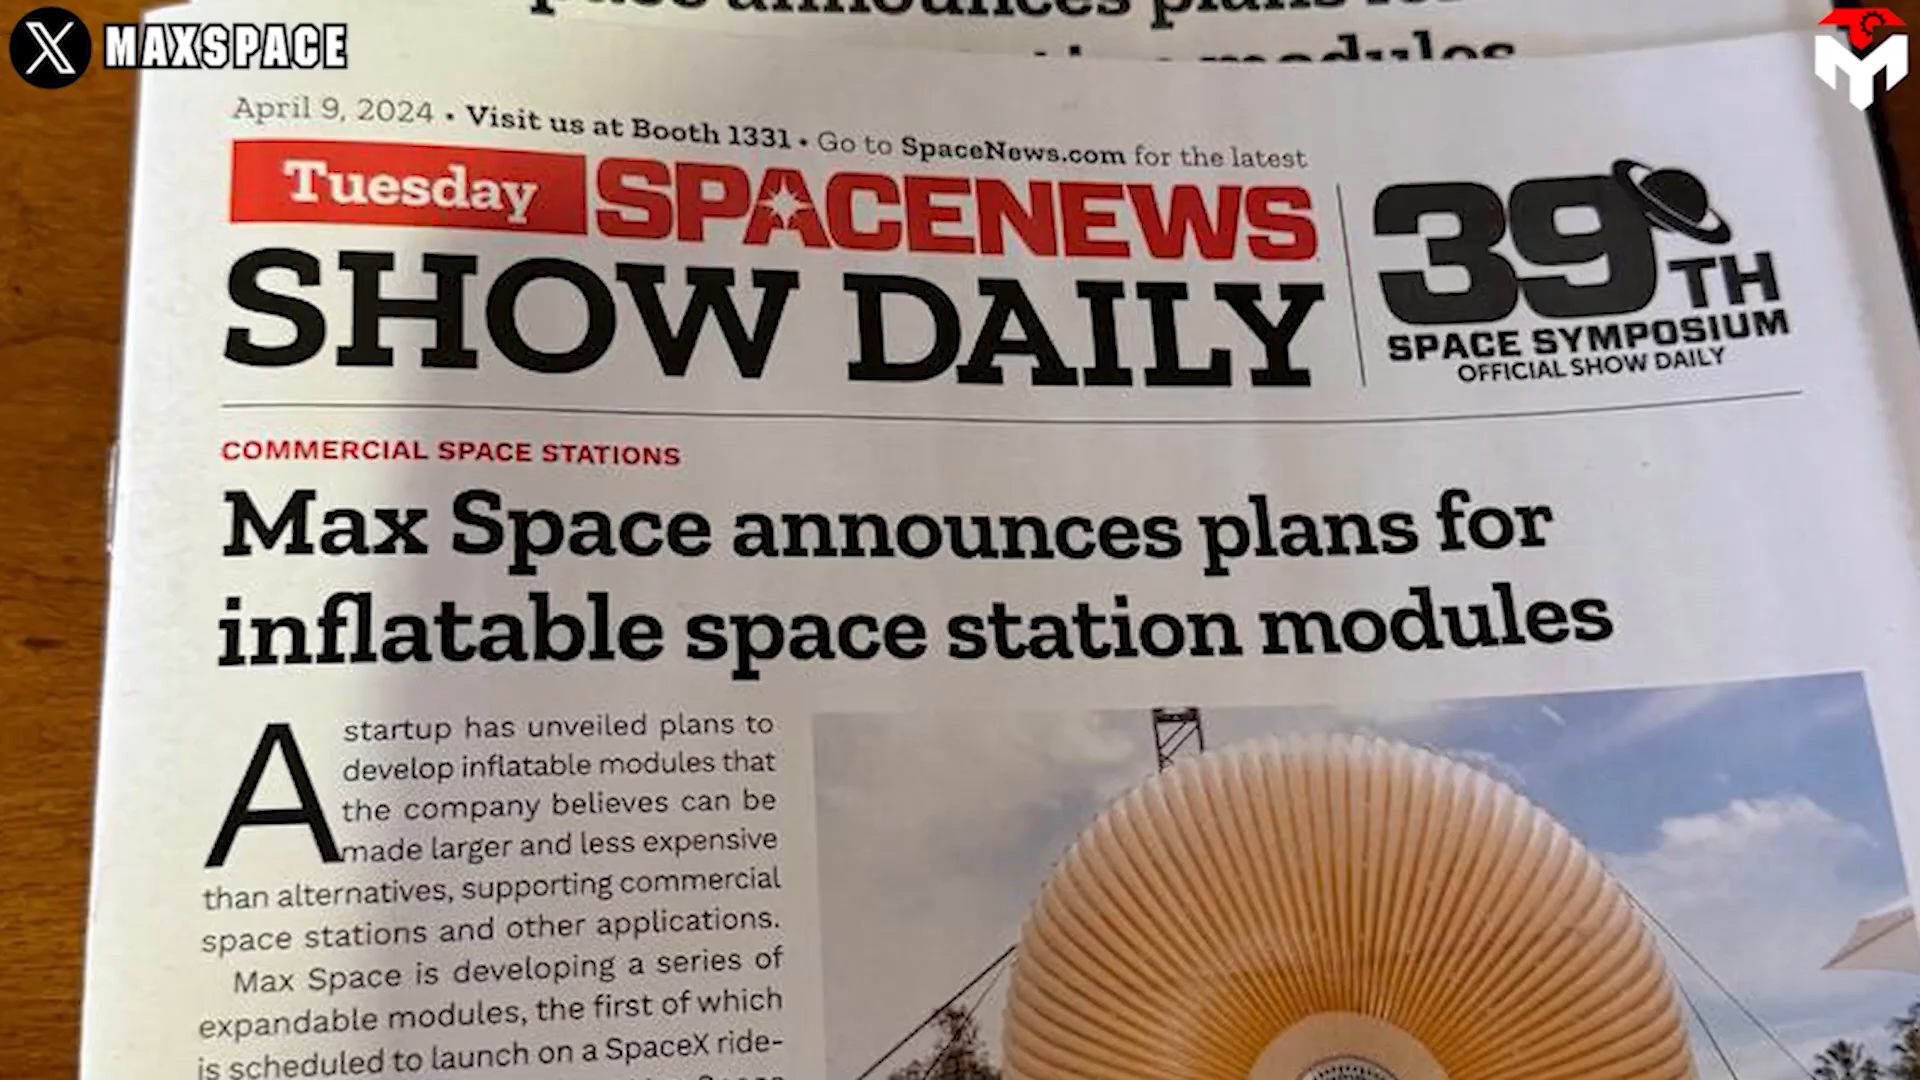 MAXSPACE
modules
April 9, 2024 • Visit us at Booth 1331 • Go to SpaceNews.com for the latest
Tuesday SPACENEWS
SHOW DAILY
39TH
SPACE SYMPOSIUM
OFFICIAL SHOW DAILY
COMMERCIAL SPACE STATIONS
Max Space announces plans for
inflatable space station modules
A startup has unveiled plans to
develop inflatable modules that
the company believes can be
made larger and less expensive
than alternatives, supporting commercial
space stations and other applications.
Max Space is developing a series of
expandable modules, the first of which
is scheduled to launch on a SpaceX ride-